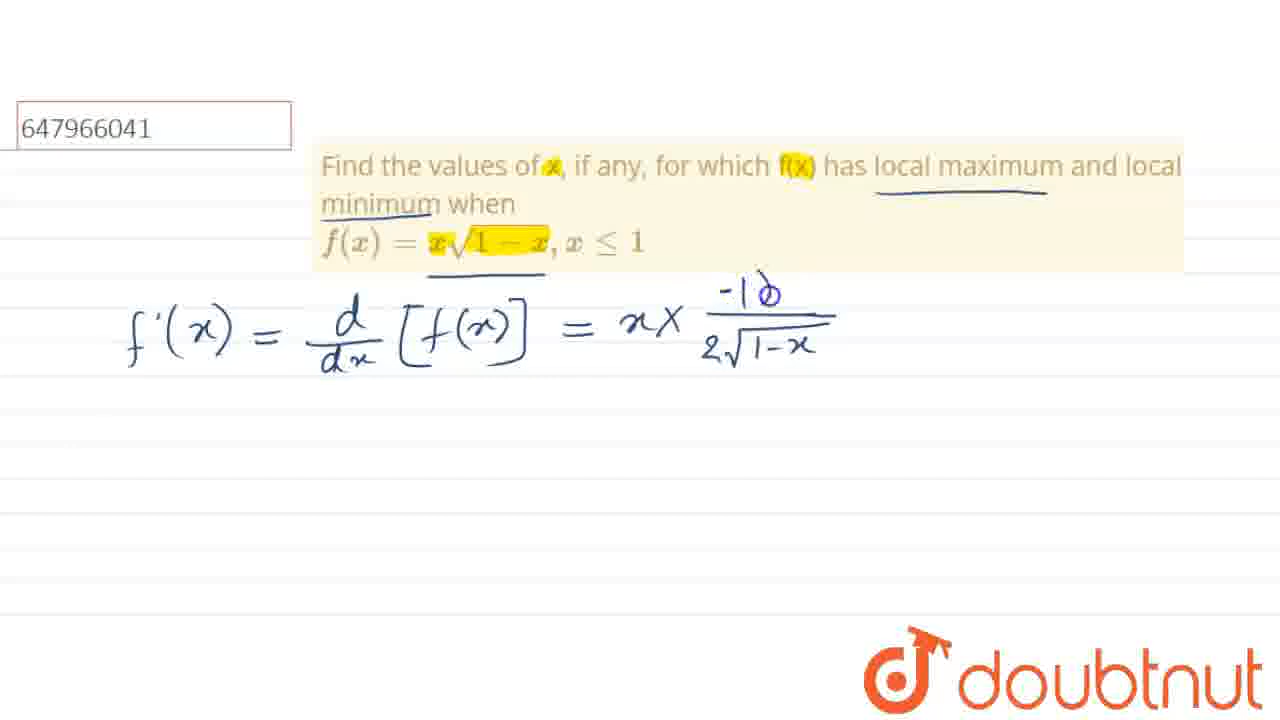 647966041
Find the values of x, if any, for which f(x) has local maximum and local
minimum when
f(x) = x√1 − x, x ≤ 1
f'(x) = d/dx [f(x)] = x × -1/2√1-x
doubtnut